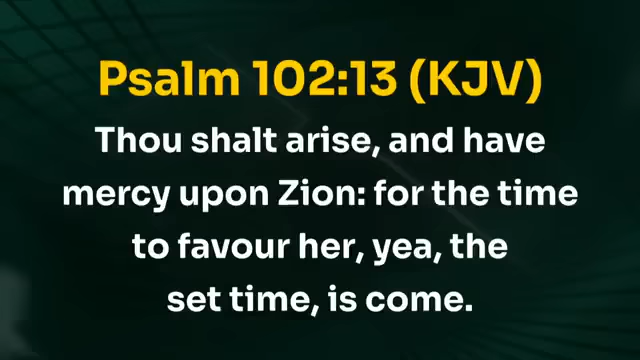 Psalm 102:13 (KJV)
Thou shalt arise, and have
mercy upon Zion: for the time
to favour her, yea, the
set time, is come.